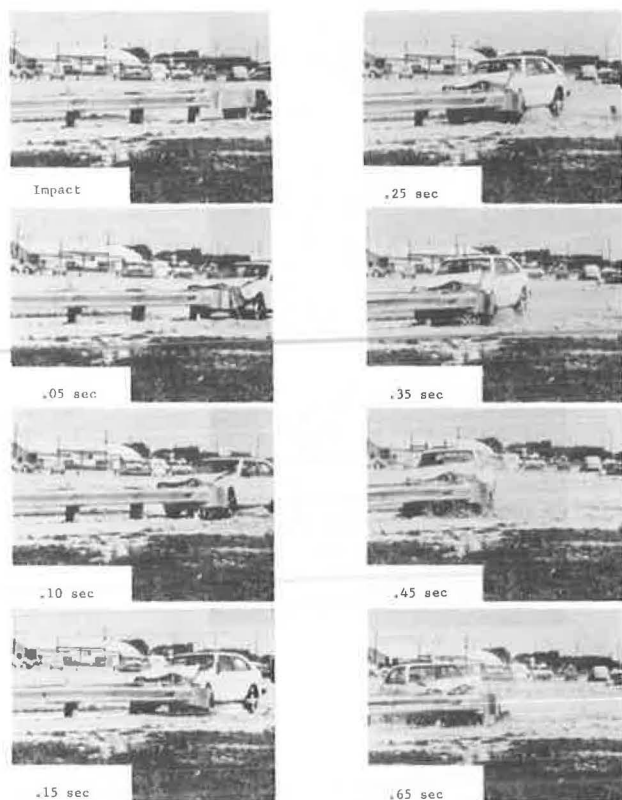 Impact
.05 sec
.10 sec
.15 sec
.25 sec
.35 sec
.45 sec
.65 sec